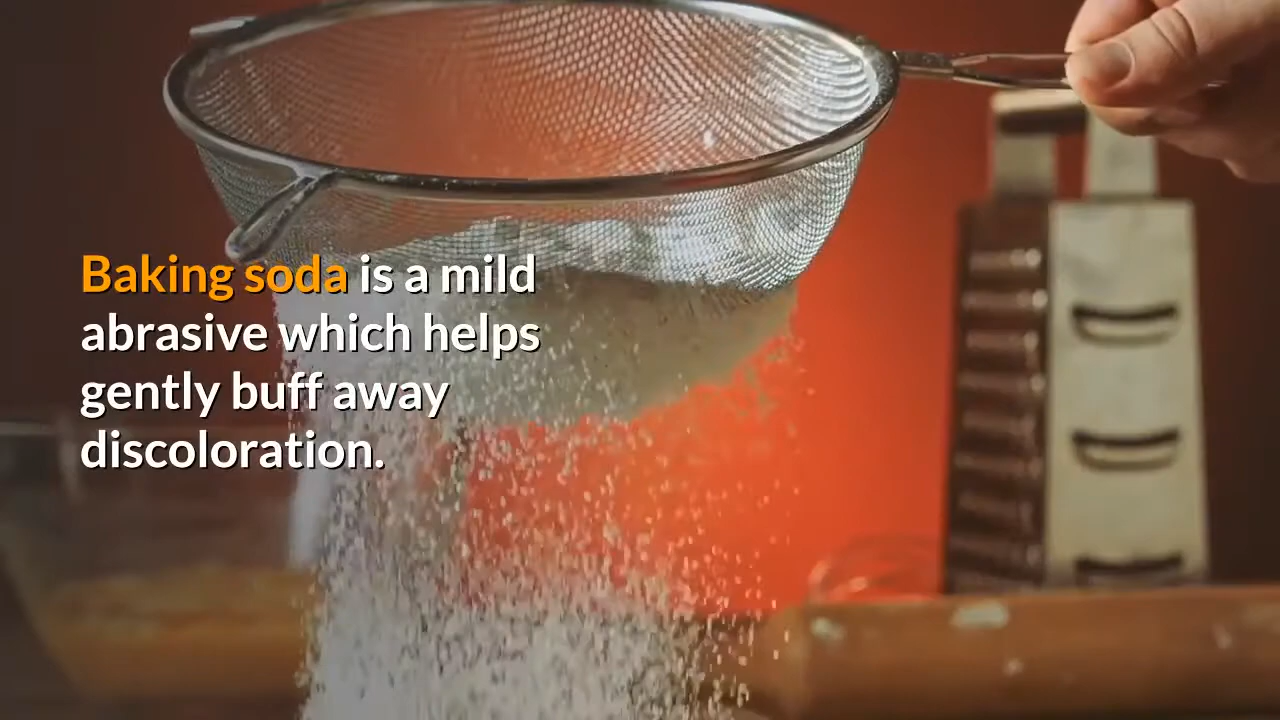 Baking soda is a mild
abrasive which helps
gently buff away
discoloration.